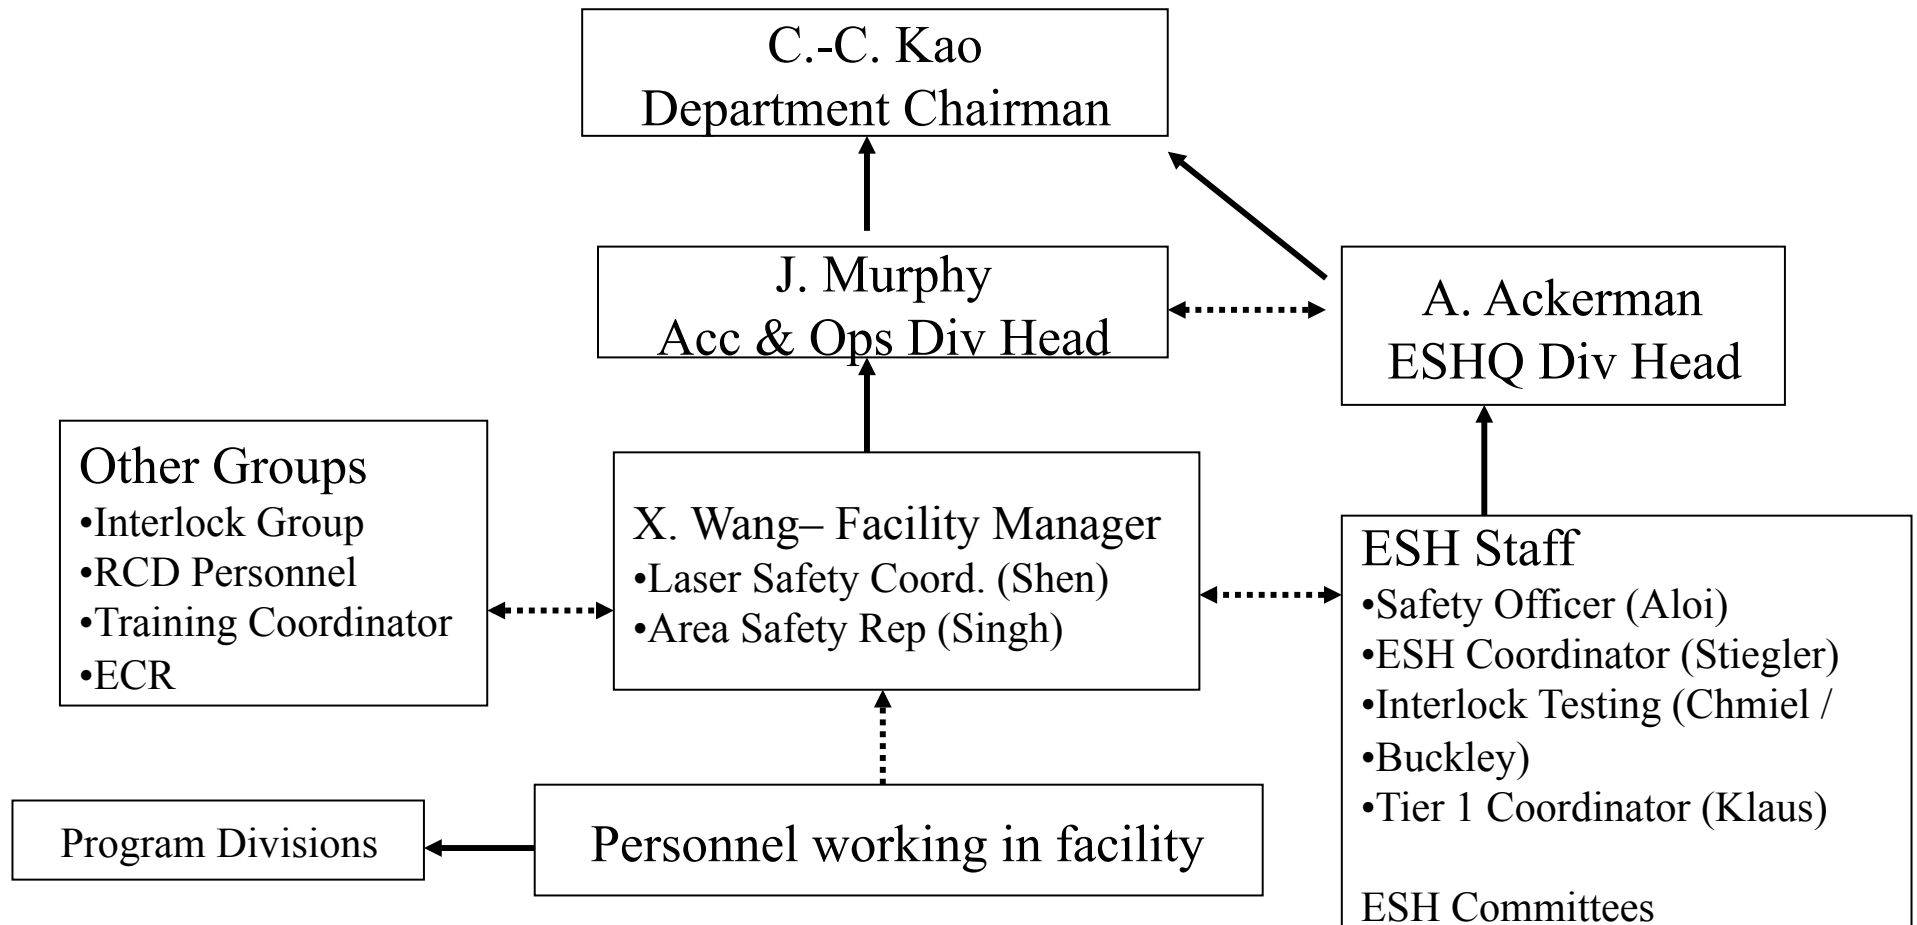 C.-C. Kao
Department Chairman
J. Murphy
Acc & Ops Div Head
A. Ackerman
ESHQ Div Head
Other Groups
•Interlock Group
•RCD Personnel
•Training Coordinator
•ECR
X. Wang– Facility Manager
•Laser Safety Coord. (Shen)
•Area Safety Rep (Singh)
ESH Staff
•Safety Officer (Aloi)
•ESH Coordinator (Stiegler)
•Interlock Testing (Chmiel /
•Buckley)
•Tier 1 Coordinator (Klaus)
ESH Committees
Program Divisions
Personnel working in facility